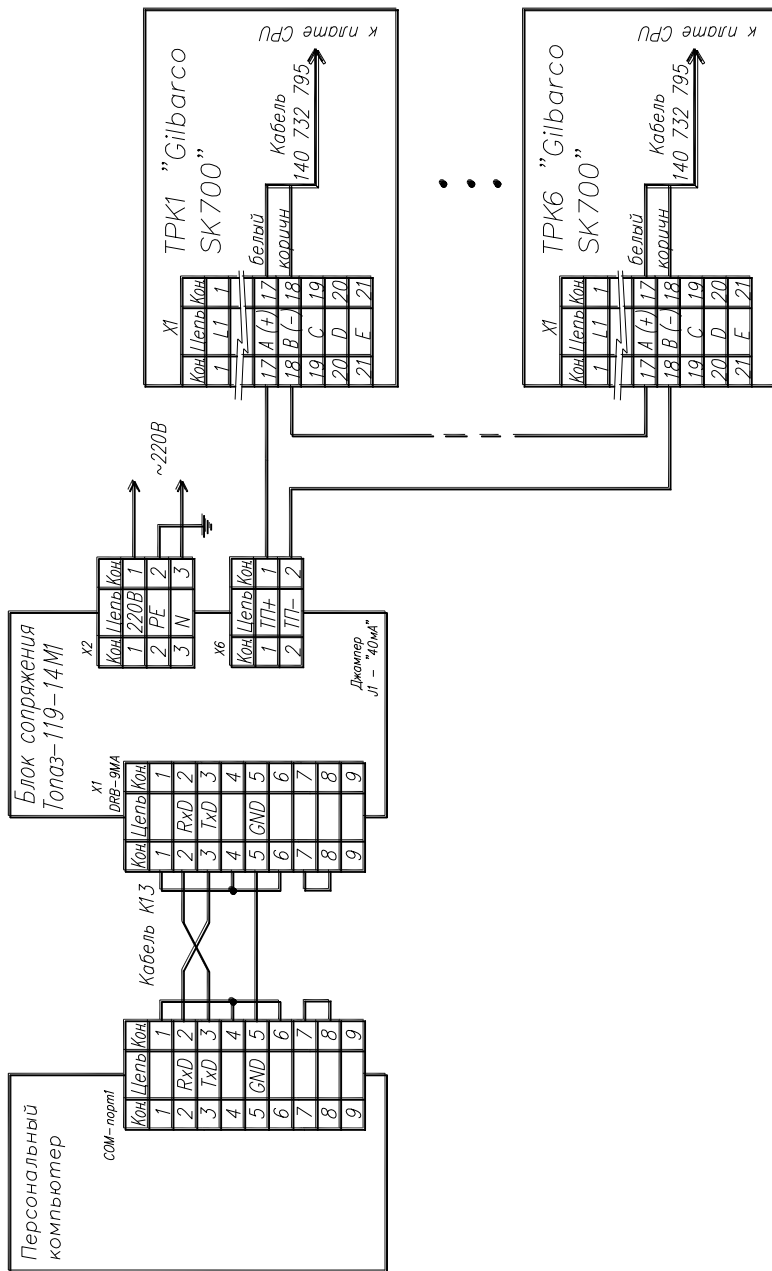 Персональный
компьютер
COM-порт1
Кон. Цепь Кон.
1 1
2 RxD 2
3 TxD 3
4 4
5 GND 5
6 6
7 7
8 8
9 9
Кабель К13
Блок сопряжения
Топаз-119-14М1
X1
DRB-9MA
Кон. Цепь Кон.
1 1
2 RxD 2
3 TxD 3
4 4
5 GND 5
6 6
7 7
8 8
9 9
X2
Кон. Цепь Кон.
1 220В 1
2 PE 2
3 N 3
~220В
X6
Кон. Цепь Кон.
1 ТП+ 1
2 ТП- 2
Джампер
J1 - "40мА"
ТРК1 "Gilbarco
SK700"
X1
Кон. Цепь Кон.
1 L1 1
17 A (+) 17
18 B (-) 18
19 C 19
20 D 20
21 E 21
белый
коричн
Кабель
140 732 795
к плате CPU
ТРК6 "Gilbarco
SK700"
X1
Кон. Цепь Кон.
1 L1 1
17 A (+) 17
18 B (-) 18
19 C 19
20 D 20
21 E 21
белый
коричн
Кабель
140 732 795
к плате CPU